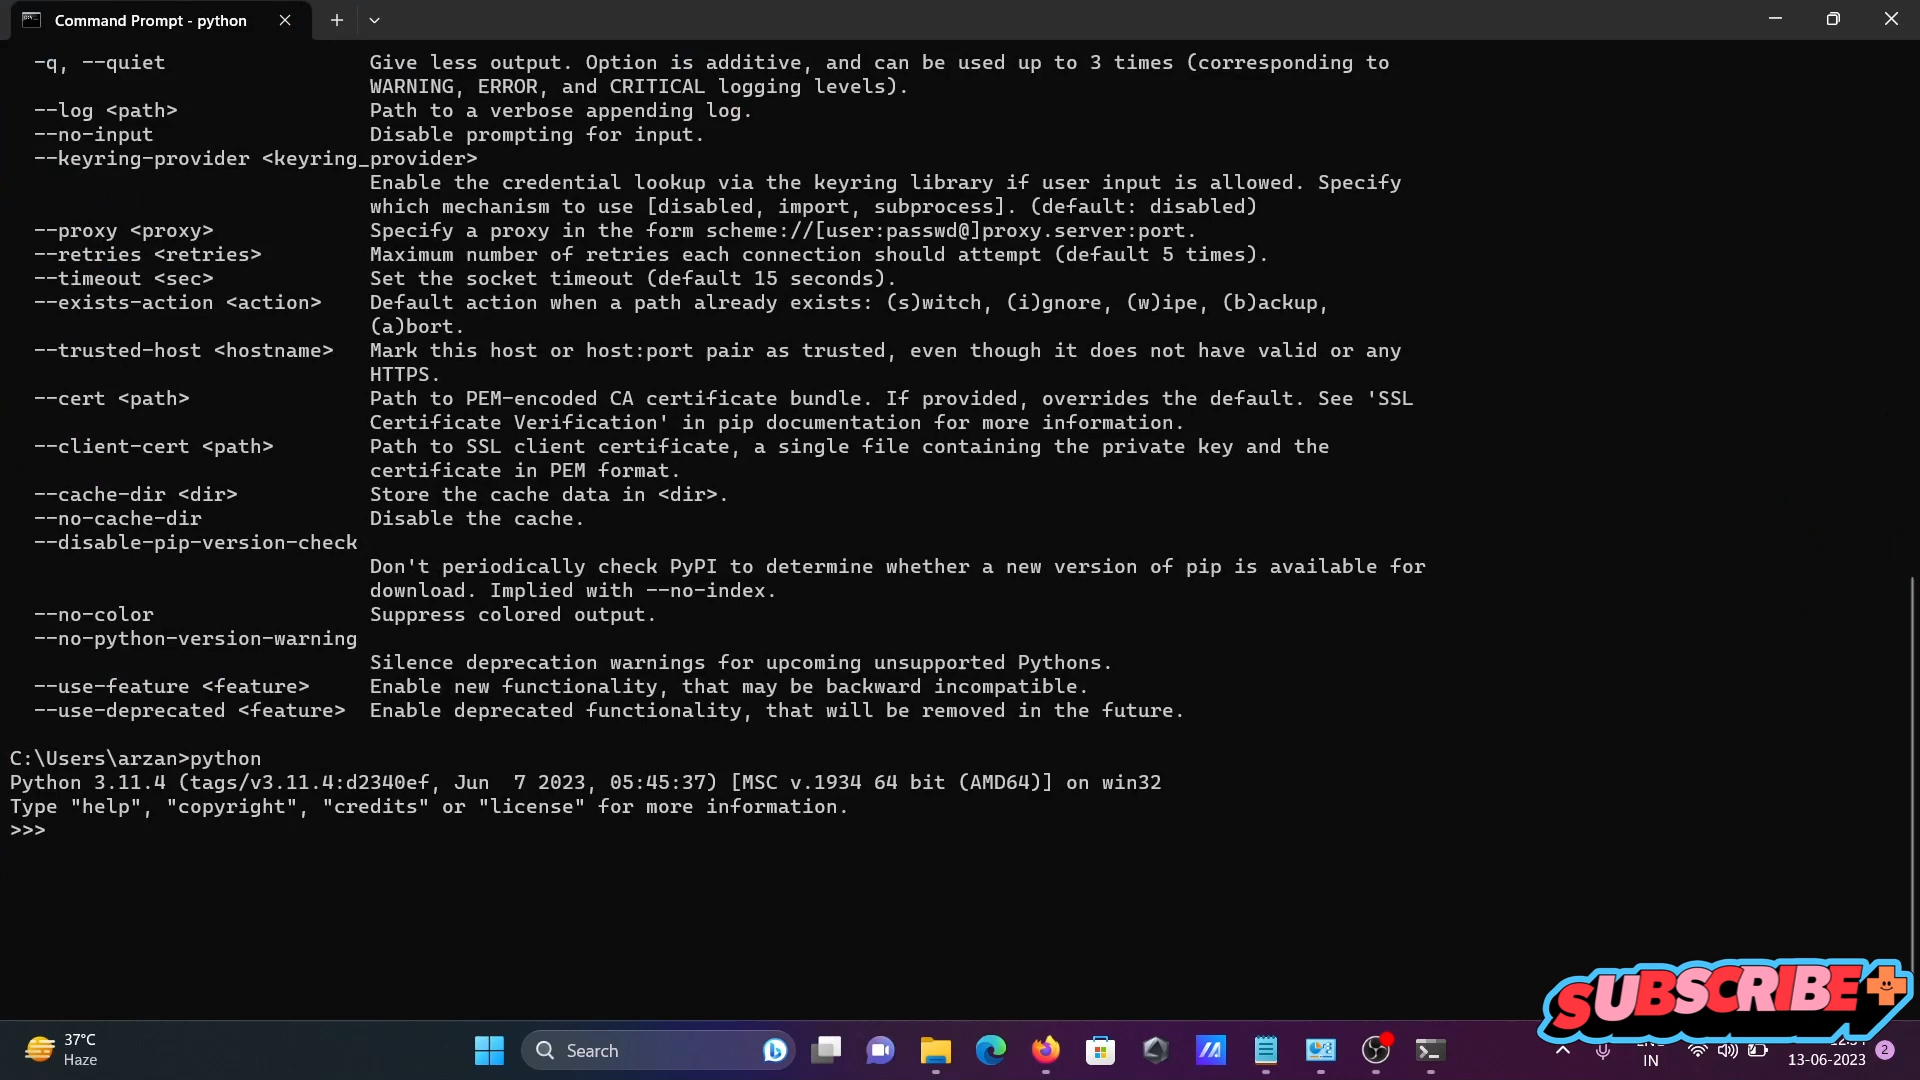 Command Prompt - python
-q, --quiet Give less output. Option is additive, and can be used up to 3 times (corresponding to
WARNING, ERROR, and CRITICAL logging levels).
--log <path> Path to a verbose appending log.
--no-input Disable prompting for input.
--keyring-provider <keyring_provider>
Enable the credential lookup via the keyring library if user input is allowed. Specify
which mechanism to use [disabled, import, subprocess]. (default: disabled)
--proxy <proxy> Specify a proxy in the form scheme://[user:passwd@]proxy.server:port.
--retries <retries> Maximum number of retries each connection should attempt (default 5 times).
--timeout <sec> Set the socket timeout (default 15 seconds).
--exists-action <action> Default action when a path already exists: (s)witch, (i)gnore, (w)ipe, (b)ackup,
(a)bort.
--trusted-host <hostname> Mark this host or host:port pair as trusted, even though it does not have valid or any
HTTPS.
--cert <path> Path to PEM-encoded CA certificate bundle. If provided, overrides the default. See 'SSL
Certificate Verification' in pip documentation for more information.
--client-cert <path> Path to SSL client certificate, a single file containing the private key and the
certificate in PEM format.
--cache-dir <dir> Store the cache data in <dir>.
--no-cache-dir Disable the cache.
--disable-pip-version-check
Don't periodically check PyPI to determine whether a new version of pip is available for
download. Implied with --no-index.
--no-color Suppress colored output.
--no-python-version-warning
Silence deprecation warnings for upcoming unsupported Pythons.
--use-feature <feature> Enable new functionality, that may be backward incompatible.
--use-deprecated <feature> Enable deprecated functionality, that will be removed in the future.
C:\Users\arzan>python
Python 3.11.4 (tags/v3.11.4:d2340ef, Jun  7 2023, 05:45:37) [MSC v.1934 64 bit (AMD64)] on win32
Type "help", "copyright", "credits" or "license" for more information.
>>>
SUBSCRIBE
37°C
Haze
Search
IN
13-06-2023
2